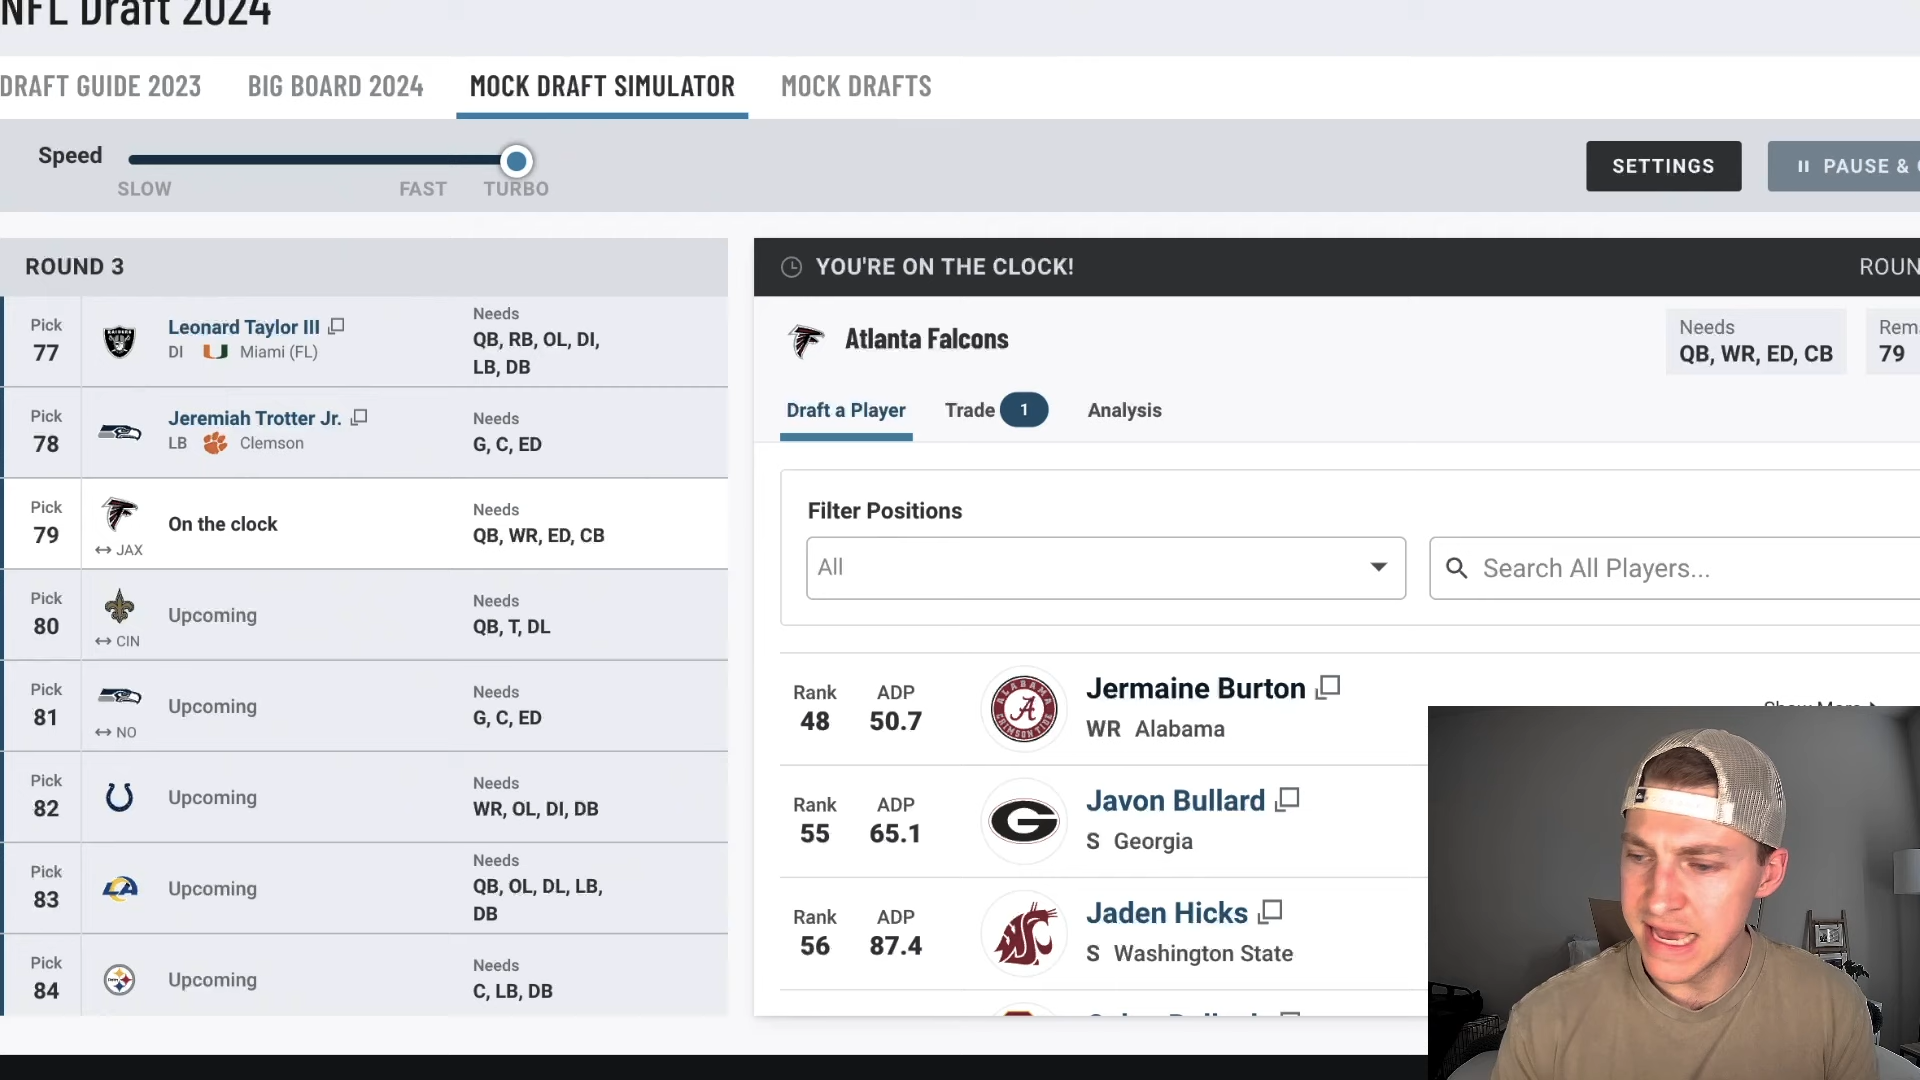 NFL Draft 2024
DRAFT GUIDE 2023 BIG BOARD 2024 MOCK DRAFT SIMULATOR MOCK DRAFTS
Speed
SLOW FAST TURBO
SETTINGS
PAUSE &
ROUND 3
Pick 77
Leonard Taylor III
DI Miami (FL)
Needs
QB, RB, OL, DI,
LB, DB
Pick 78
Jeremiah Trotter Jr.
LB Clemson
Needs
G, C, ED
Pick 79
JAX
On the clock
Needs
QB, WR, ED, CB
Pick 80
CIN
Upcoming
Needs
QB, T, DL
Pick 81
NO
Upcoming
Needs
G, C, ED
Pick 82
Upcoming
Needs
WR, OL, DI, DB
Pick 83
Upcoming
Needs
QB, OL, DL, LB,
DB
Pick 84
Upcoming
Needs
C, LB, DB
YOU'RE ON THE CLOCK!
ROUN
Atlanta Falcons
Needs
QB, WR, ED, CB
Rem
79
Draft a Player Trade 1 Analysis
Filter Positions
All
Search All Players...
Rank 48 ADP 50.7
Jermaine Burton
WR Alabama
Rank 55 ADP 65.1
Javon Bullard
S Georgia
Rank 56 ADP 87.4
Jaden Hicks
S Washington State